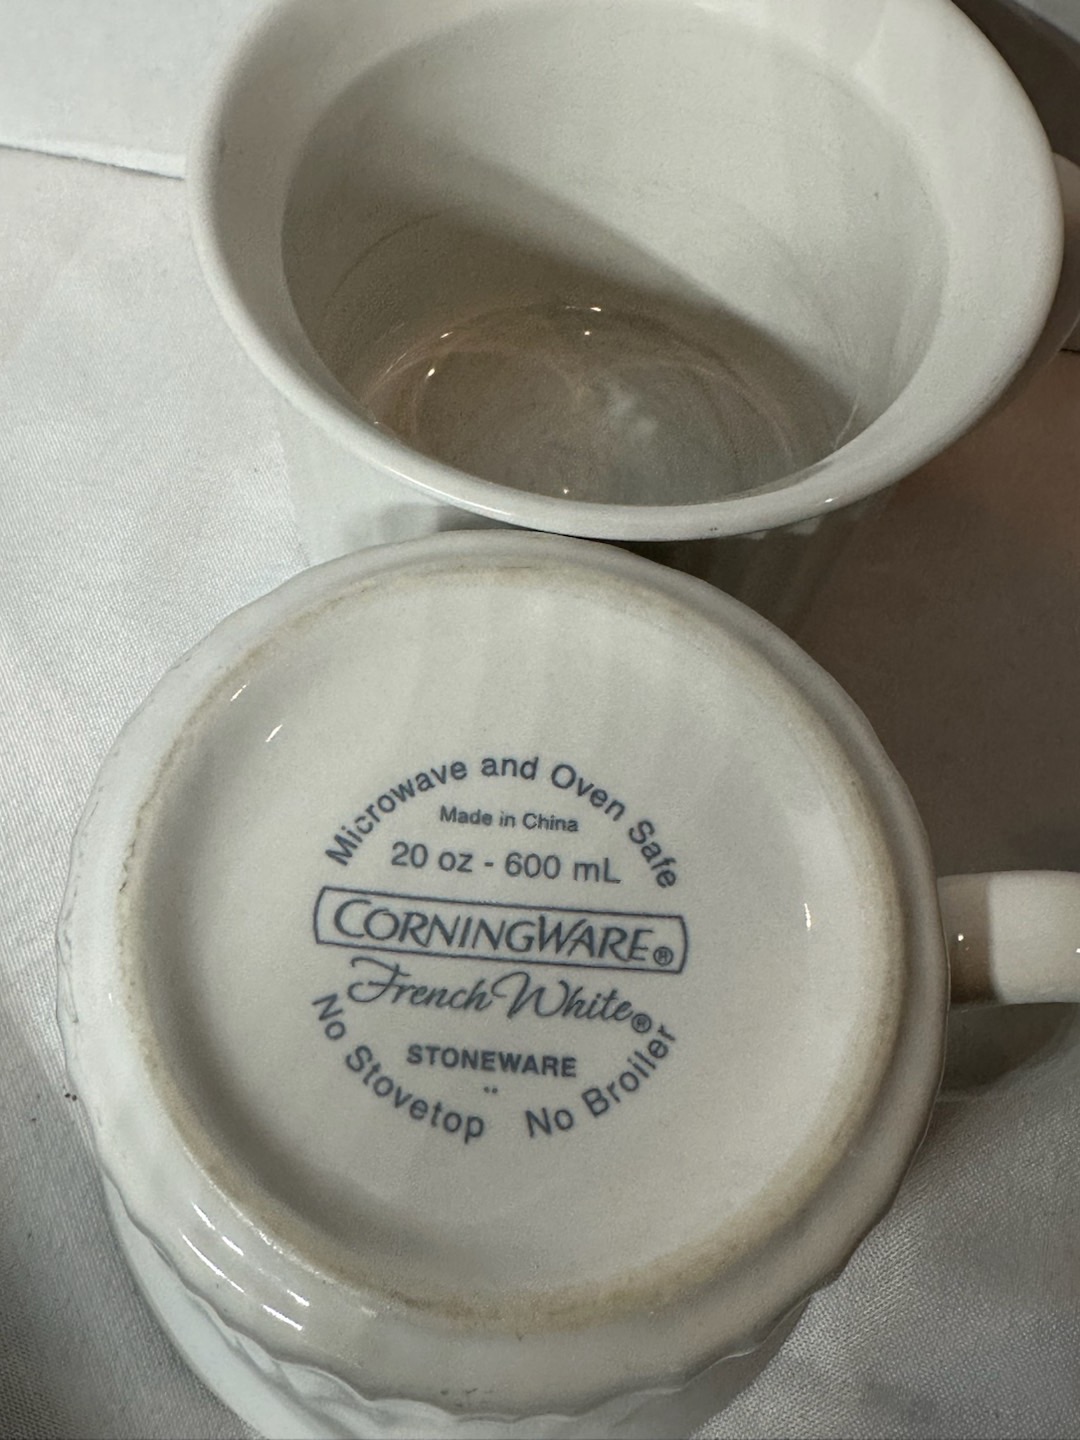 Microwave and Oven Safe
Made in China
20 oz - 600 mL
CORNINGWARE®
French White®
STONEWARE
No Stovetop No Broiler